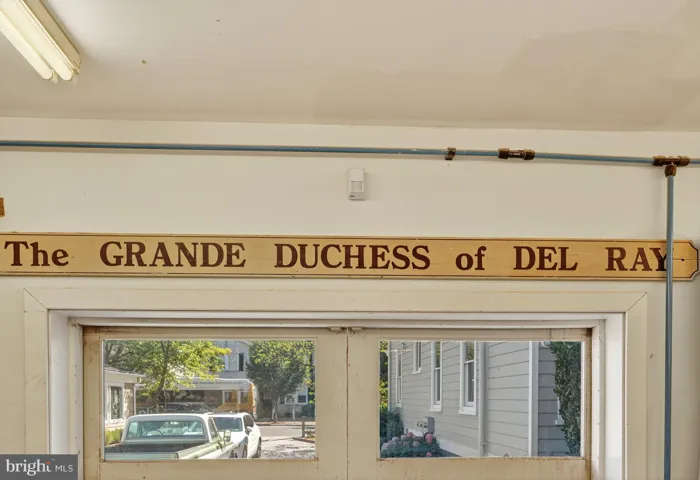 The GRANDE DUCHESS of DEL RAY
bright MLS